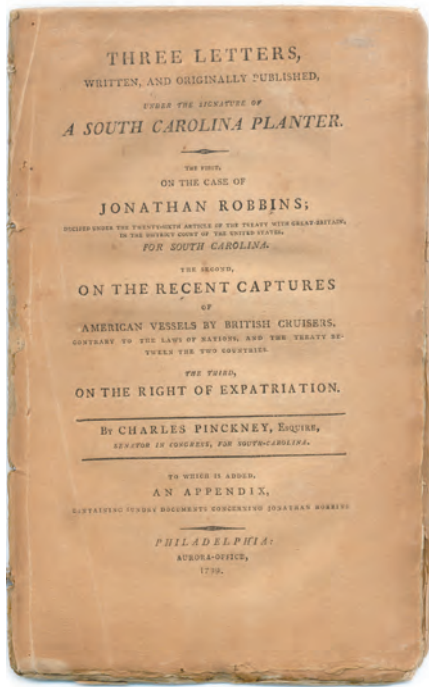 THREE LETTERS,
WRITTEN, AND ORIGINALLY PUBLISHED,
UNDER THE SIGNATURE OF
A SOUTH CAROLINA PLANTER.
THE FIRST,
ON THE CASE OF
JONATHAN ROBBINS;
DECIDED UNDER THE TWENTY-SIXTH ARTICLE OF THE TREATY WITH GREAT-BRITAIN,
IN THE DISTRICT COURT OF THE UNITED STATES,
FOR SOUTH CAROLINA.
THE SECOND,
ON THE RECENT CAPTURES
OF
AMERICAN VESSELS BY BRITISH CRUISERS,
CONTRARY TO THE LAWS OF NATIONS, AND THE TREATY BE-
TWEEN THE TWO COUNTRIES.
THE THIRD,
ON THE RIGHT OF EXPATRIATION.
BY CHARLES PINCKNEY, ESQUIRE,
SENATOR IN CONGRESS, FOR SOUTH-CAROLINA.
TO WHICH IS ADDED,
AN APPENDIX,
CONTAINING SUNDRY DOCUMENTS CONCERNING JONATHAN ROBBINS
PHILADELPHIA:
AURORA-OFFICE,
1799.